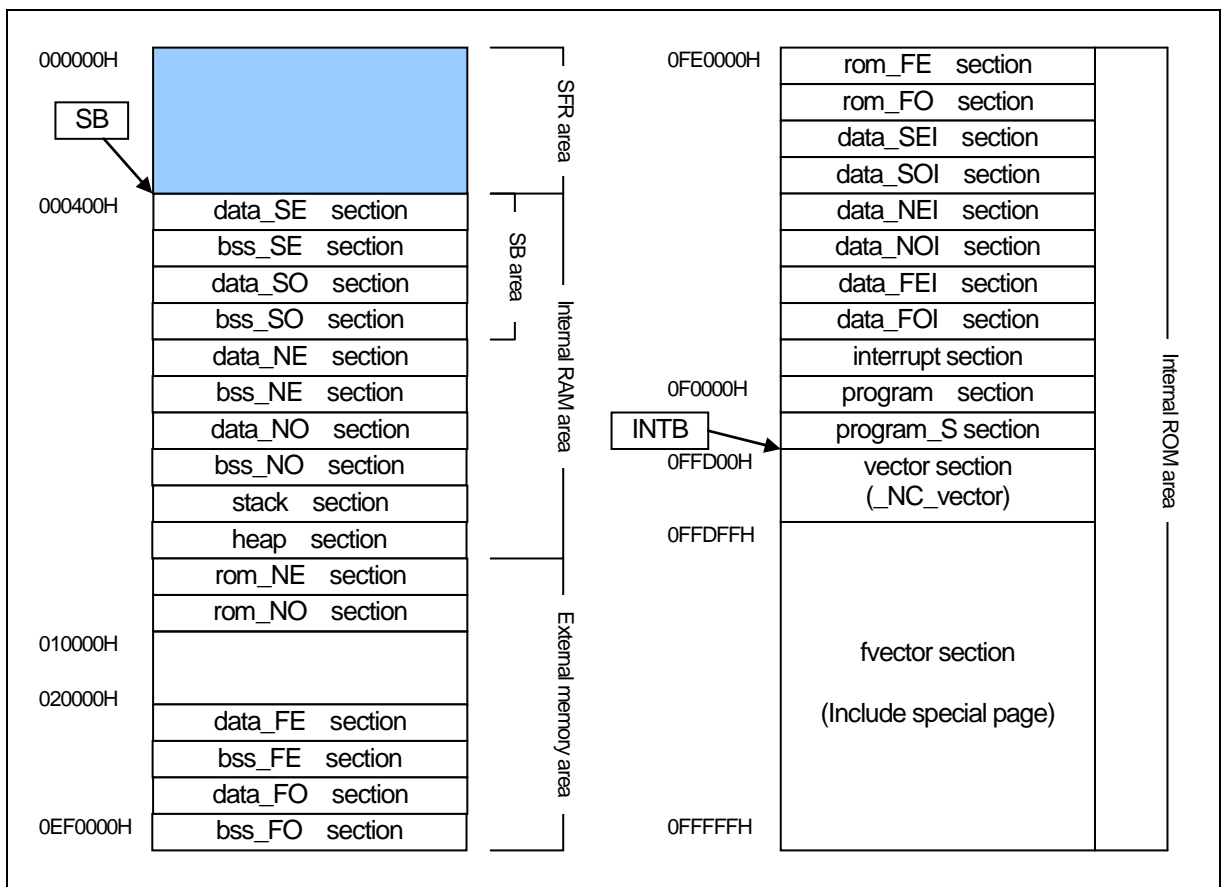 000000H
SB
000400H
data_SE section
bss_SE section
data_SO section
bss_SO section
data_NE section
bss_NE section
data_NO section
bss_NO section
stack section
heap section
rom_NE section
rom_NO section
010000H
020000H
data_FE section
bss_FE section
data_FO section
0EF0000H
bss_FO section
SFR area
SB area
Internal RAM area
External memory area
0FE0000H
rom_FE section
rom_FO section
data_SEI section
data_SOI section
data_NEI section
data_NOI section
data_FEI section
data_FOI section
interrupt section
0F0000H
program section
INTB
program_S section
0FFD00H
vector section
(_NC_vector)
0FFDFFH
fvector section
(Include special page)
0FFFFFH
Internal ROM area